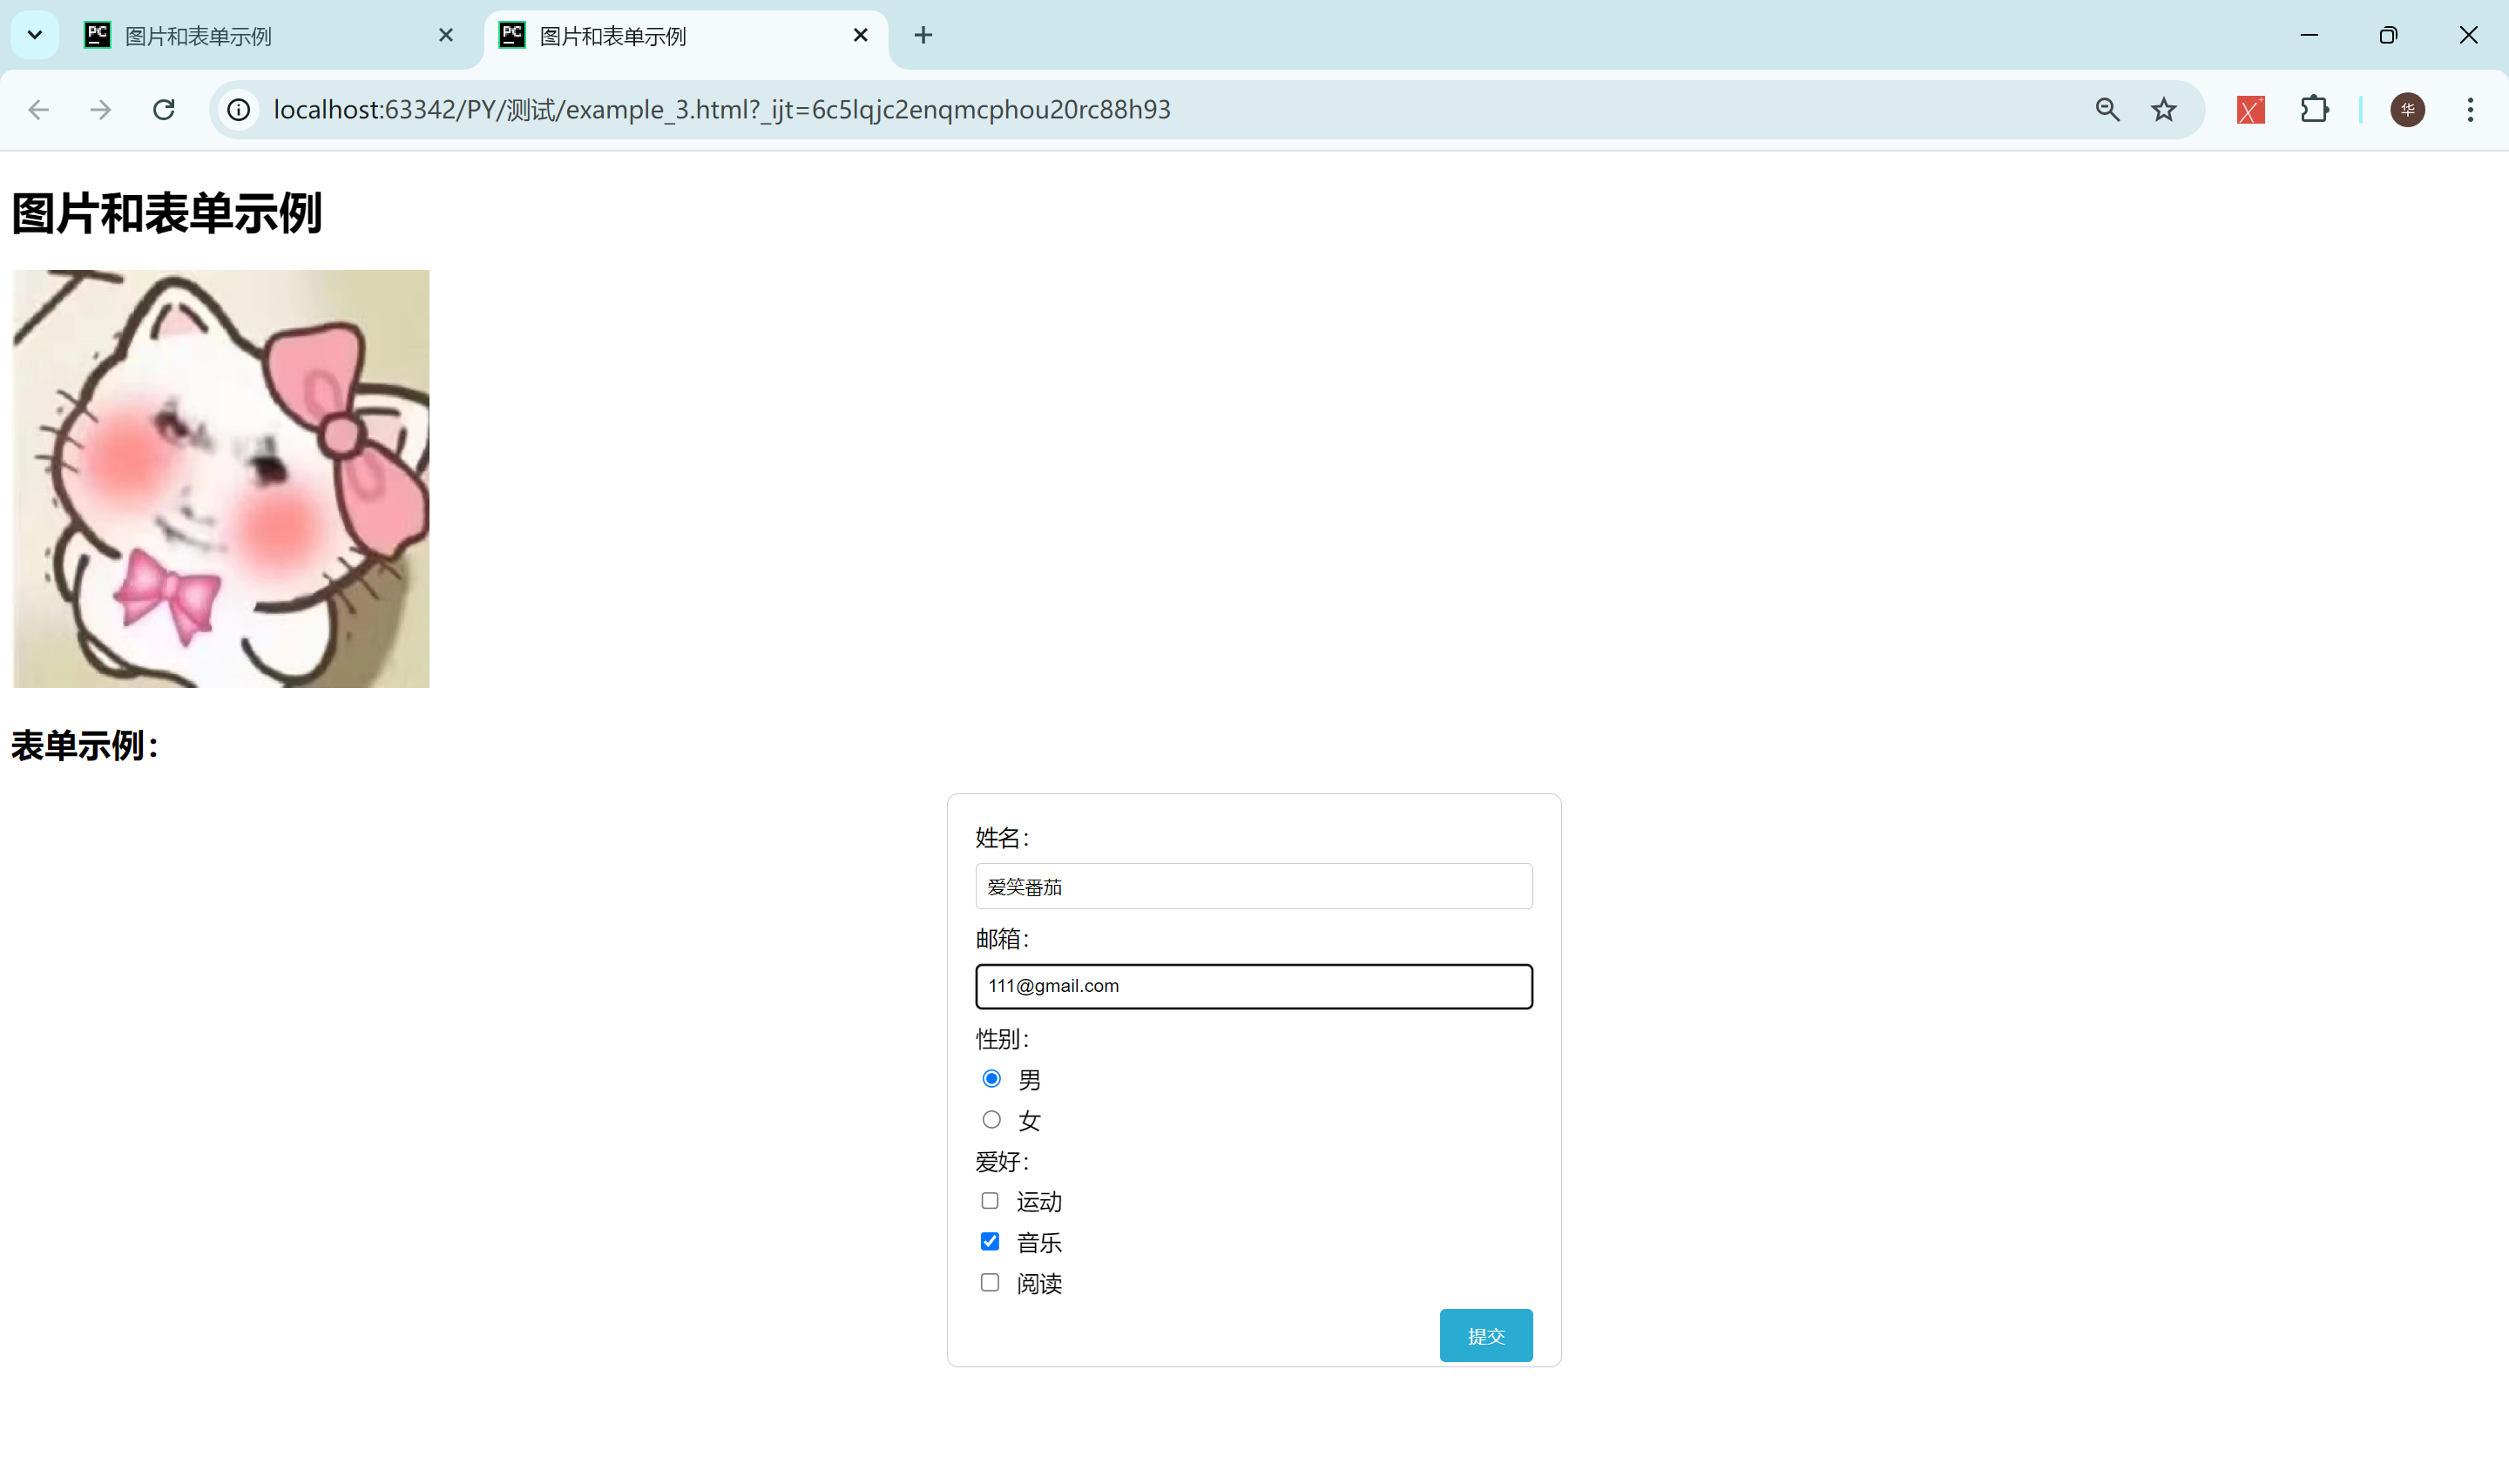 图片和表单示例
图片和表单示例
localhost:63342/PY/测试/example_3.html?_ijt=6c5lqjc2enqmcphou20rc88h93
华
图片和表单示例
表单示例：
姓名：
爱笑番茄
邮箱：
111@gmail.com
性别：
男
女
爱好：
运动
音乐
阅读
提交